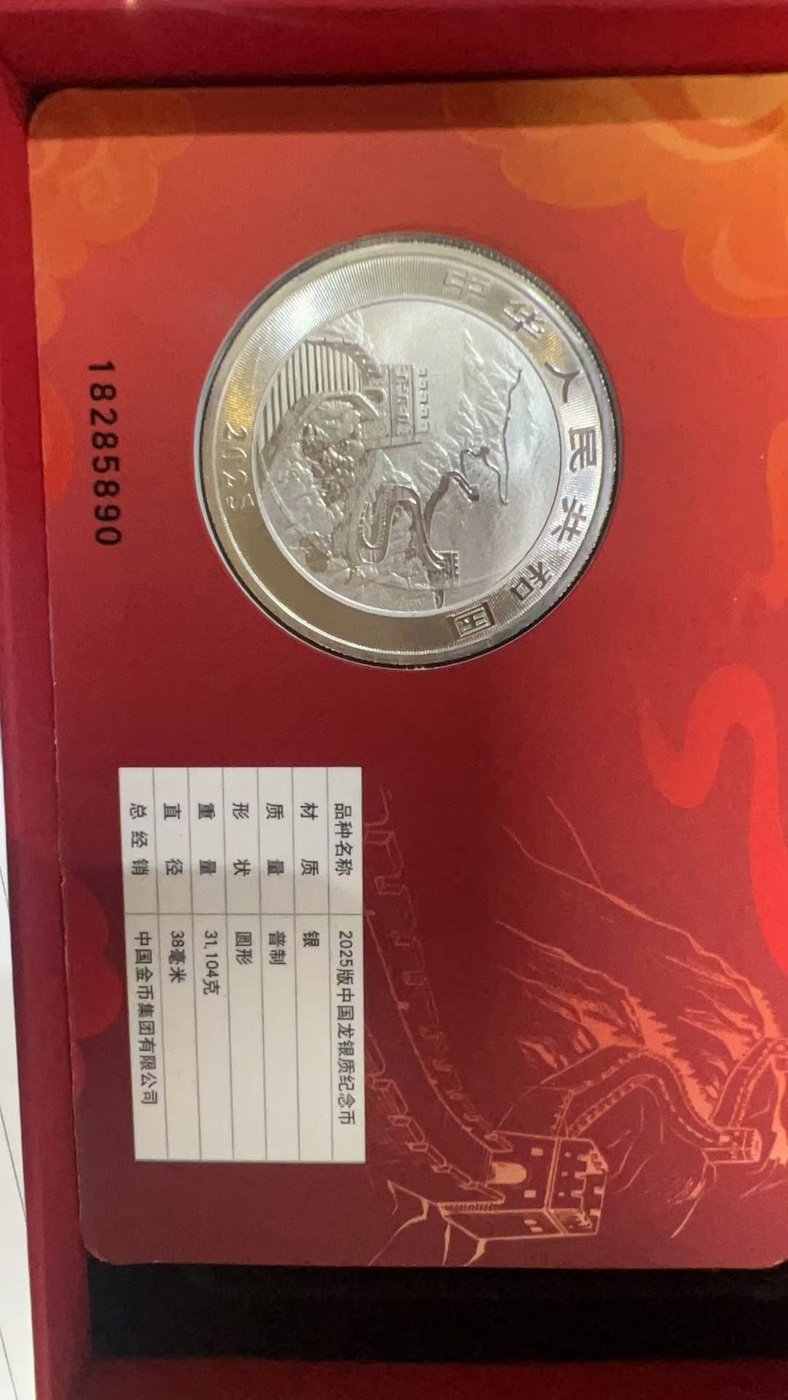 中华人民共和国
2025
18285890
品种名称 2025版中国龙银质纪念币
材质 银
质量 普制
形状 圆形
重量 31.104克
直径 38毫米
总经销 中国金币集团有限公司